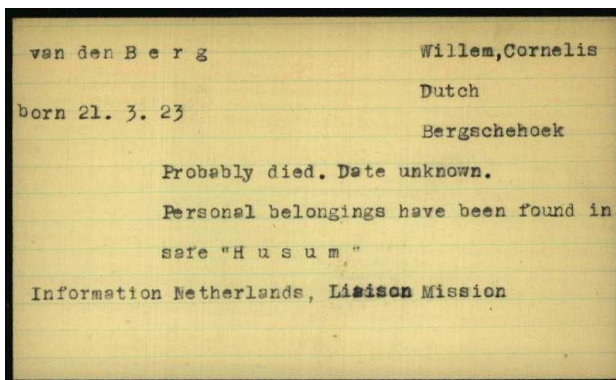 van den B e r g Willem,Cornelis
Dutch
born 21. 3. 23
Bergschehoek
Probably died. Date unknown.
Personal belongings have been found in
safe "H u s u m "
Information Netherlands, Liaison Mission